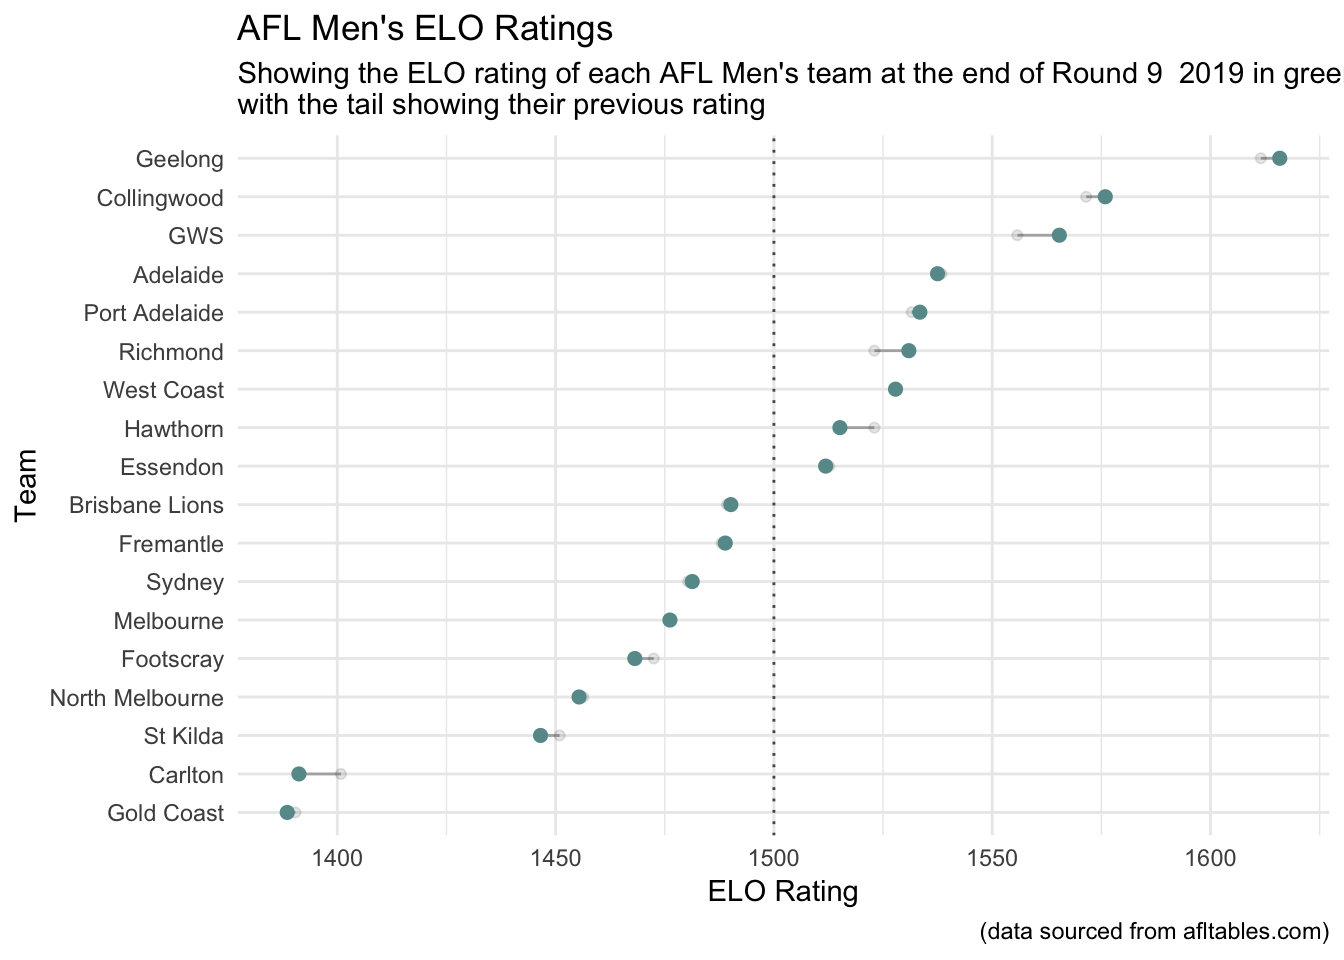 AFL Men's ELO Ratings
Showing the ELO rating of each AFL Men's team at the end of Round 9  2019 in gree
with the tail showing their previous rating
Geelong
Collingwood
GWS
Adelaide
Port Adelaide
Richmond
West Coast
Hawthorn
Essendon
Brisbane Lions
Fremantle
Sydney
Melbourne
Footscray
North Melbourne
St Kilda
Carlton
Gold Coast
Team
1400 1450 1500 1550 1600
ELO Rating
(data sourced from afltables.com)